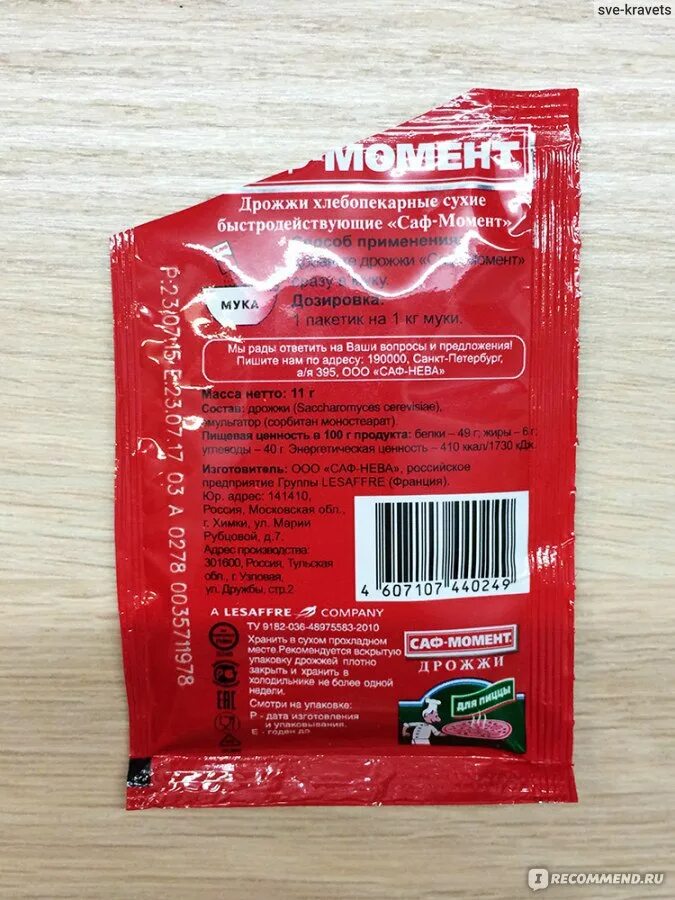 sve-kravets
МОМЕНТ
Дрожжи хлебопекарные сухие
быстродействующие «Саф-Момент»
применения:
дрожжи «Саф-Момент»
муку.
МУКА
Дозировка:
1 пакетик на 1 кг муки.
Мы рады ответить на Ваши вопросы и предложения!
Пишите нам по адресу: 190000, Санкт-Петербург,
а/я 395, ООО «САФ-НЕВА»
Масса нетто: 11 г
Состав: дрожжи (Saccharomyces cerevisiae),
эмульгатор (сорбитан моностеарат)
Пищевая ценность в 100 г продукта: белки – 49 г; жиры – 6 г;
углеводы – 40 г. Энергетическая ценность – 410 ккал/1730 кДж.
Изготовитель: ООО «САФ-НЕВА», российское
предприятие Группы LESAFFRE (Франция).
Юр. адрес: 141410,
Россия, Московская обл.,
г. Химки, ул. Марии
Рубцовой, д.7.
Адрес производства:
301600, Россия, Тульская
обл., г. Узловая,
ул. Дружбы, стр.2
4 607107 440249
A LESAFFRE COMPANY
ТУ 9182-036-48975583-2010
Хранить в сухом прохладном
месте.Рекомендуется вскрытую
упаковку дрожжей плотно
закрыть и хранить в
холодильнике не более одной
недели.
Смотри на упаковке:
P - дата изготовления
и упаковывания.
E - годен до
P.23/07.15 E.23.07.17 03 A 0278 003571978
EAC
САФ-МОМЕНТ
ДРОЖЖИ
ДЛЯ ПИЦЦЫ
IRECOMMEND.RU